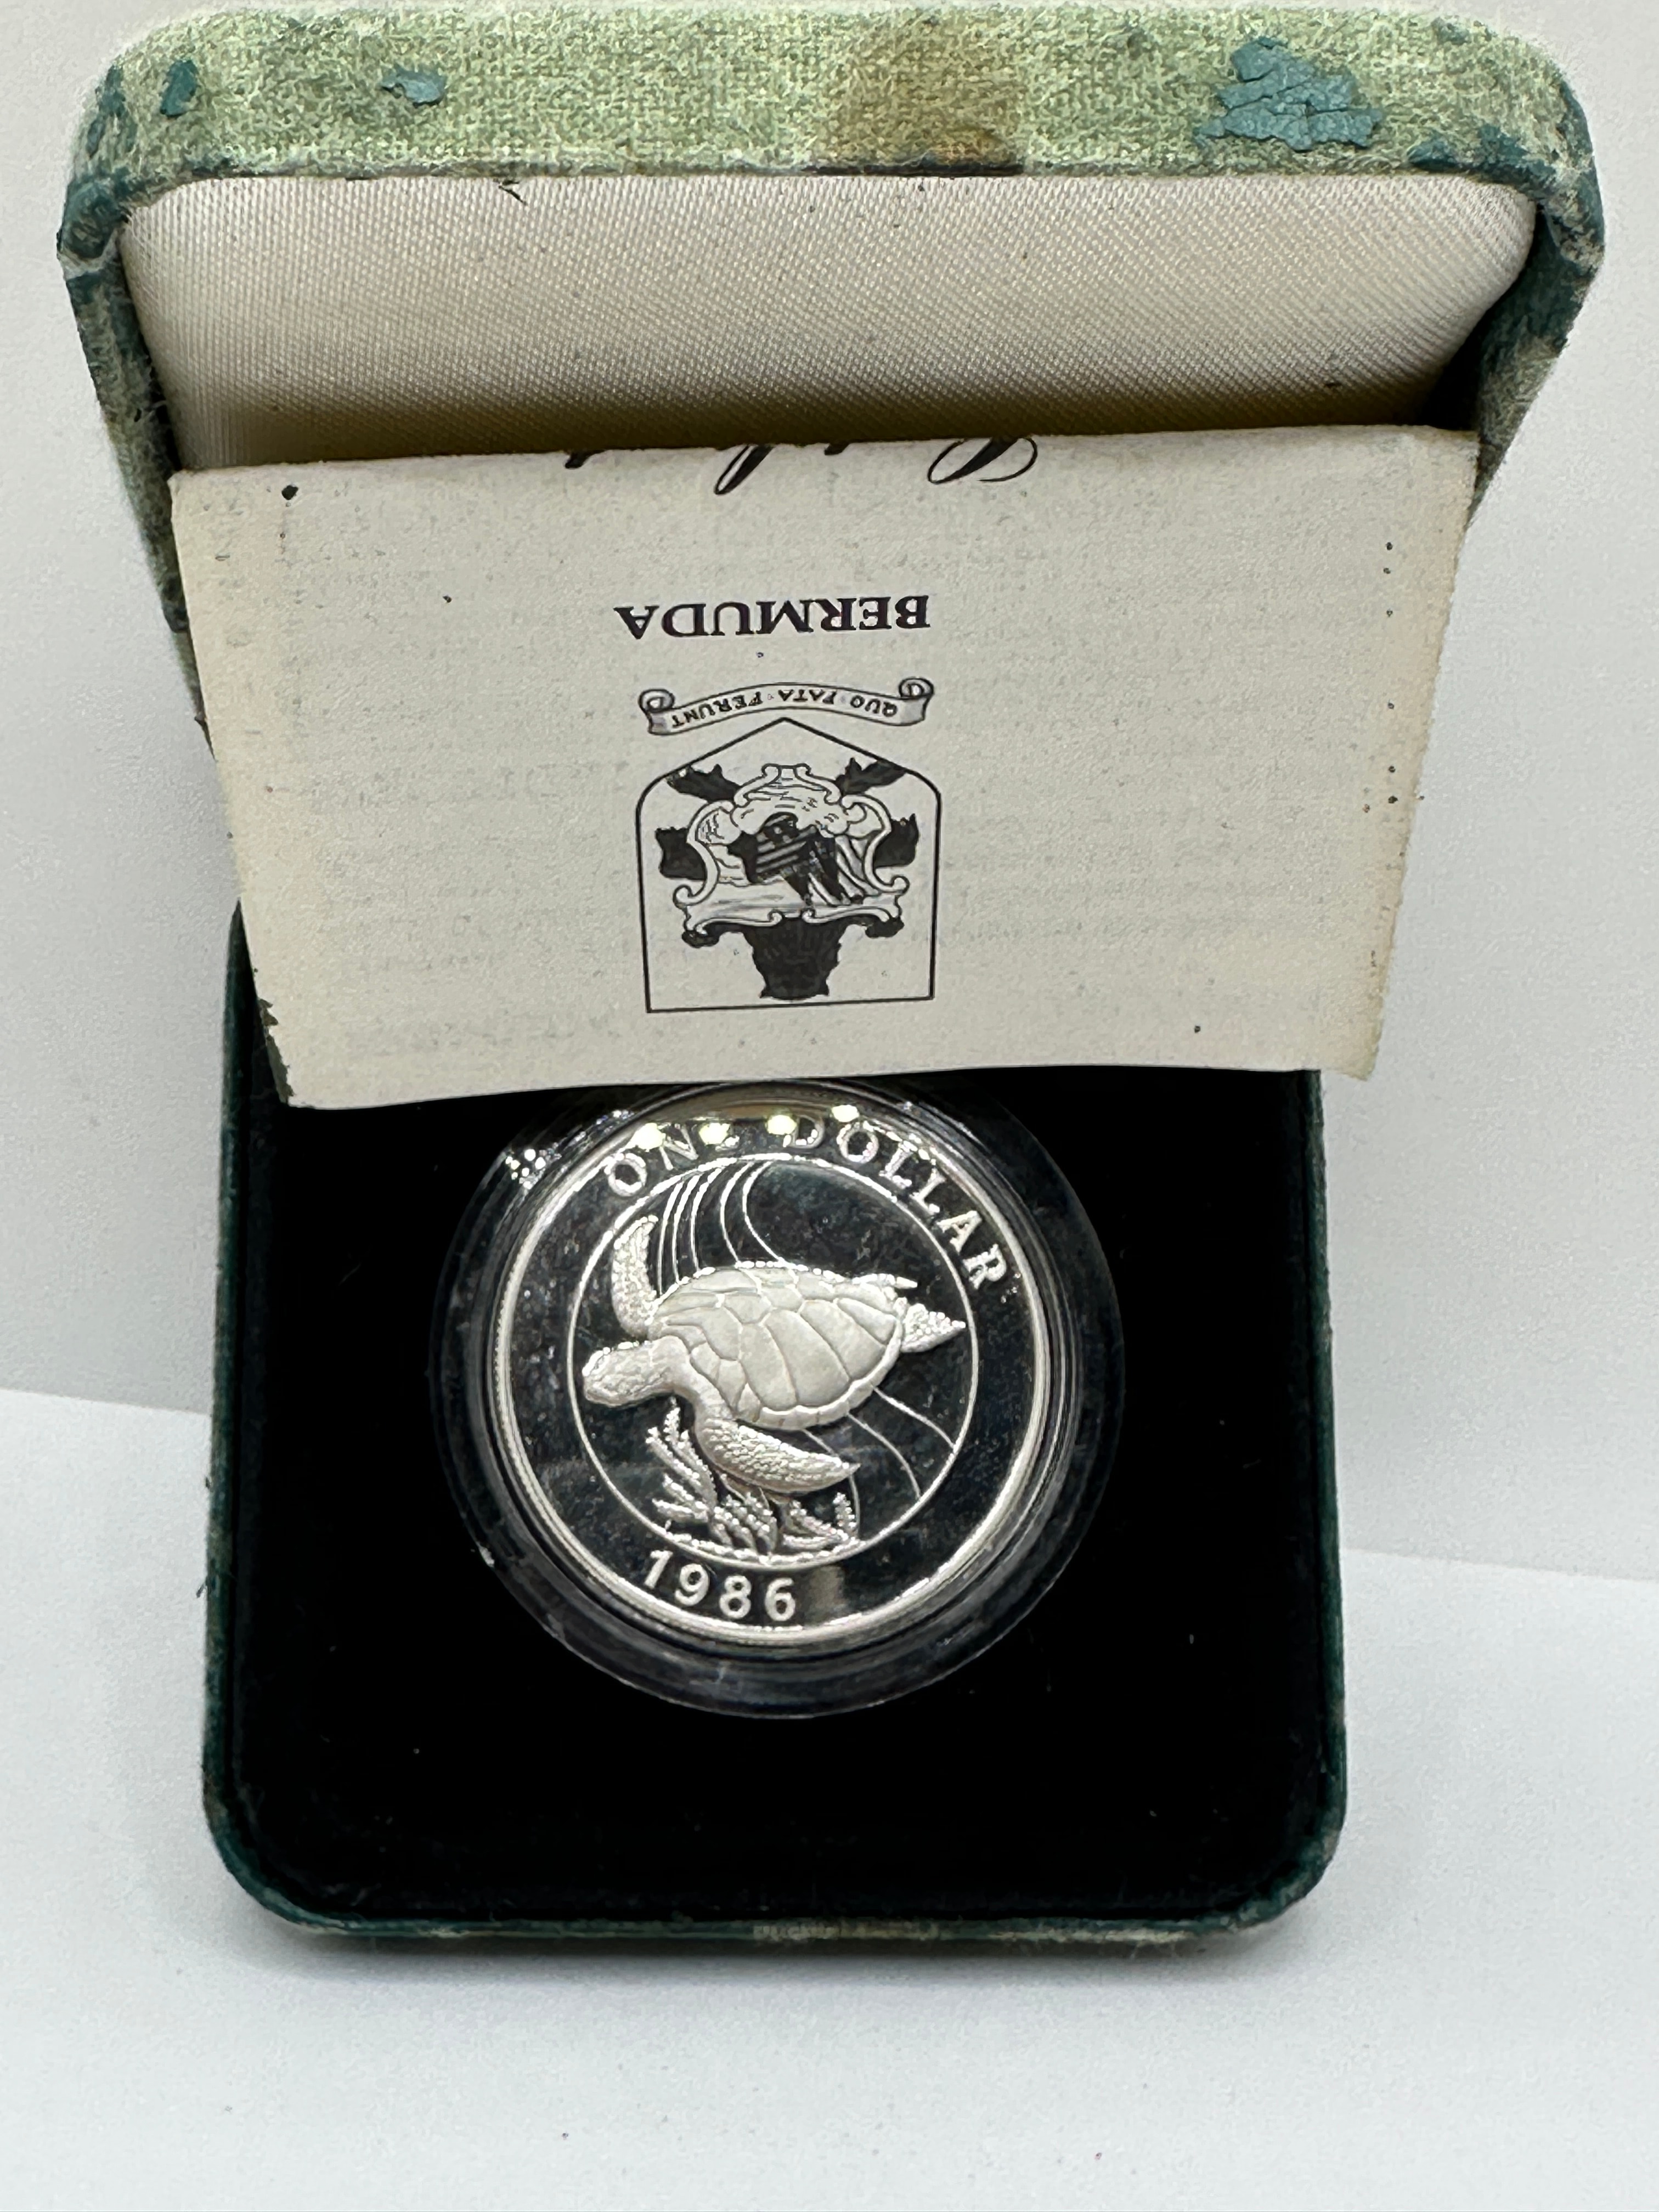 BERMUDA
QUO FATA FERUNT
ONE DOLLAR
1986